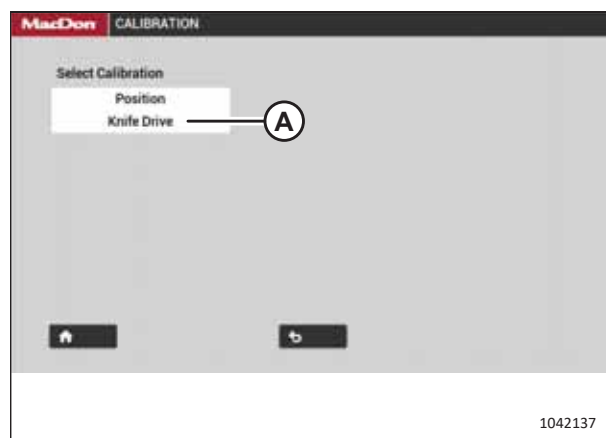 MacDon CALIBRATION
Select Calibration
Position
Knife Drive
A
1042137